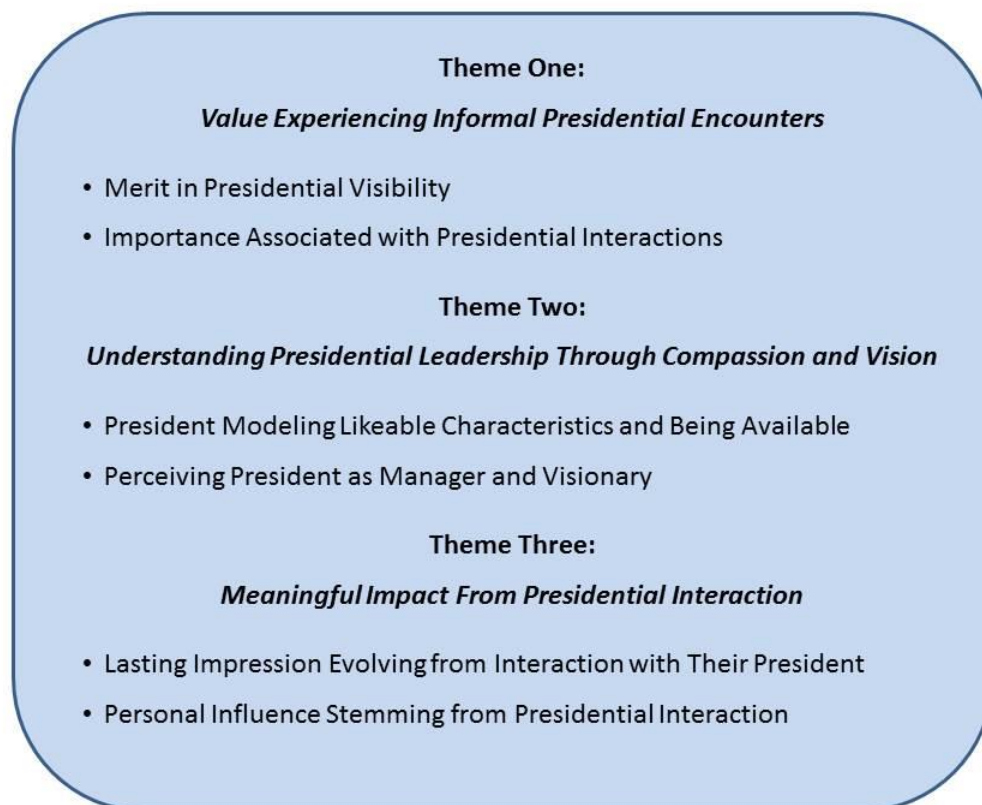 Theme One:
Value Experiencing Informal Presidential Encounters
• Merit in Presidential Visibility
• Importance Associated with Presidential Interactions
Theme Two:
Understanding Presidential Leadership Through Compassion and Vision
• President Modeling Likeable Characteristics and Being Available
• Perceiving President as Manager and Visionary
Theme Three:
Meaningful Impact From Presidential Interaction
• Lasting Impression Evolving from Interaction with Their President
• Personal Influence Stemming from Presidential Interaction